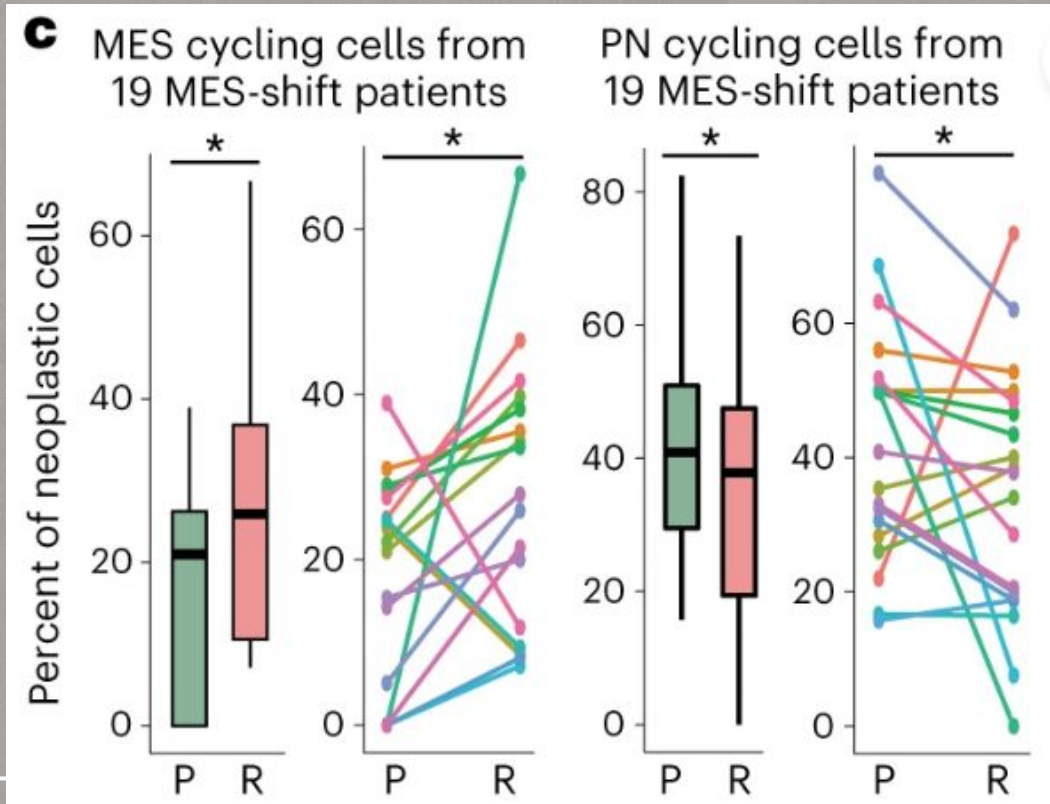 c
MES cycling cells from
19 MES-shift patients
PN cycling cells from
19 MES-shift patients
Percent of neoplastic cells
*
60
40
20
0
P R
*
60
40
20
0
P R
*
80
60
40
20
0
P R
*
60
40
20
0
P R